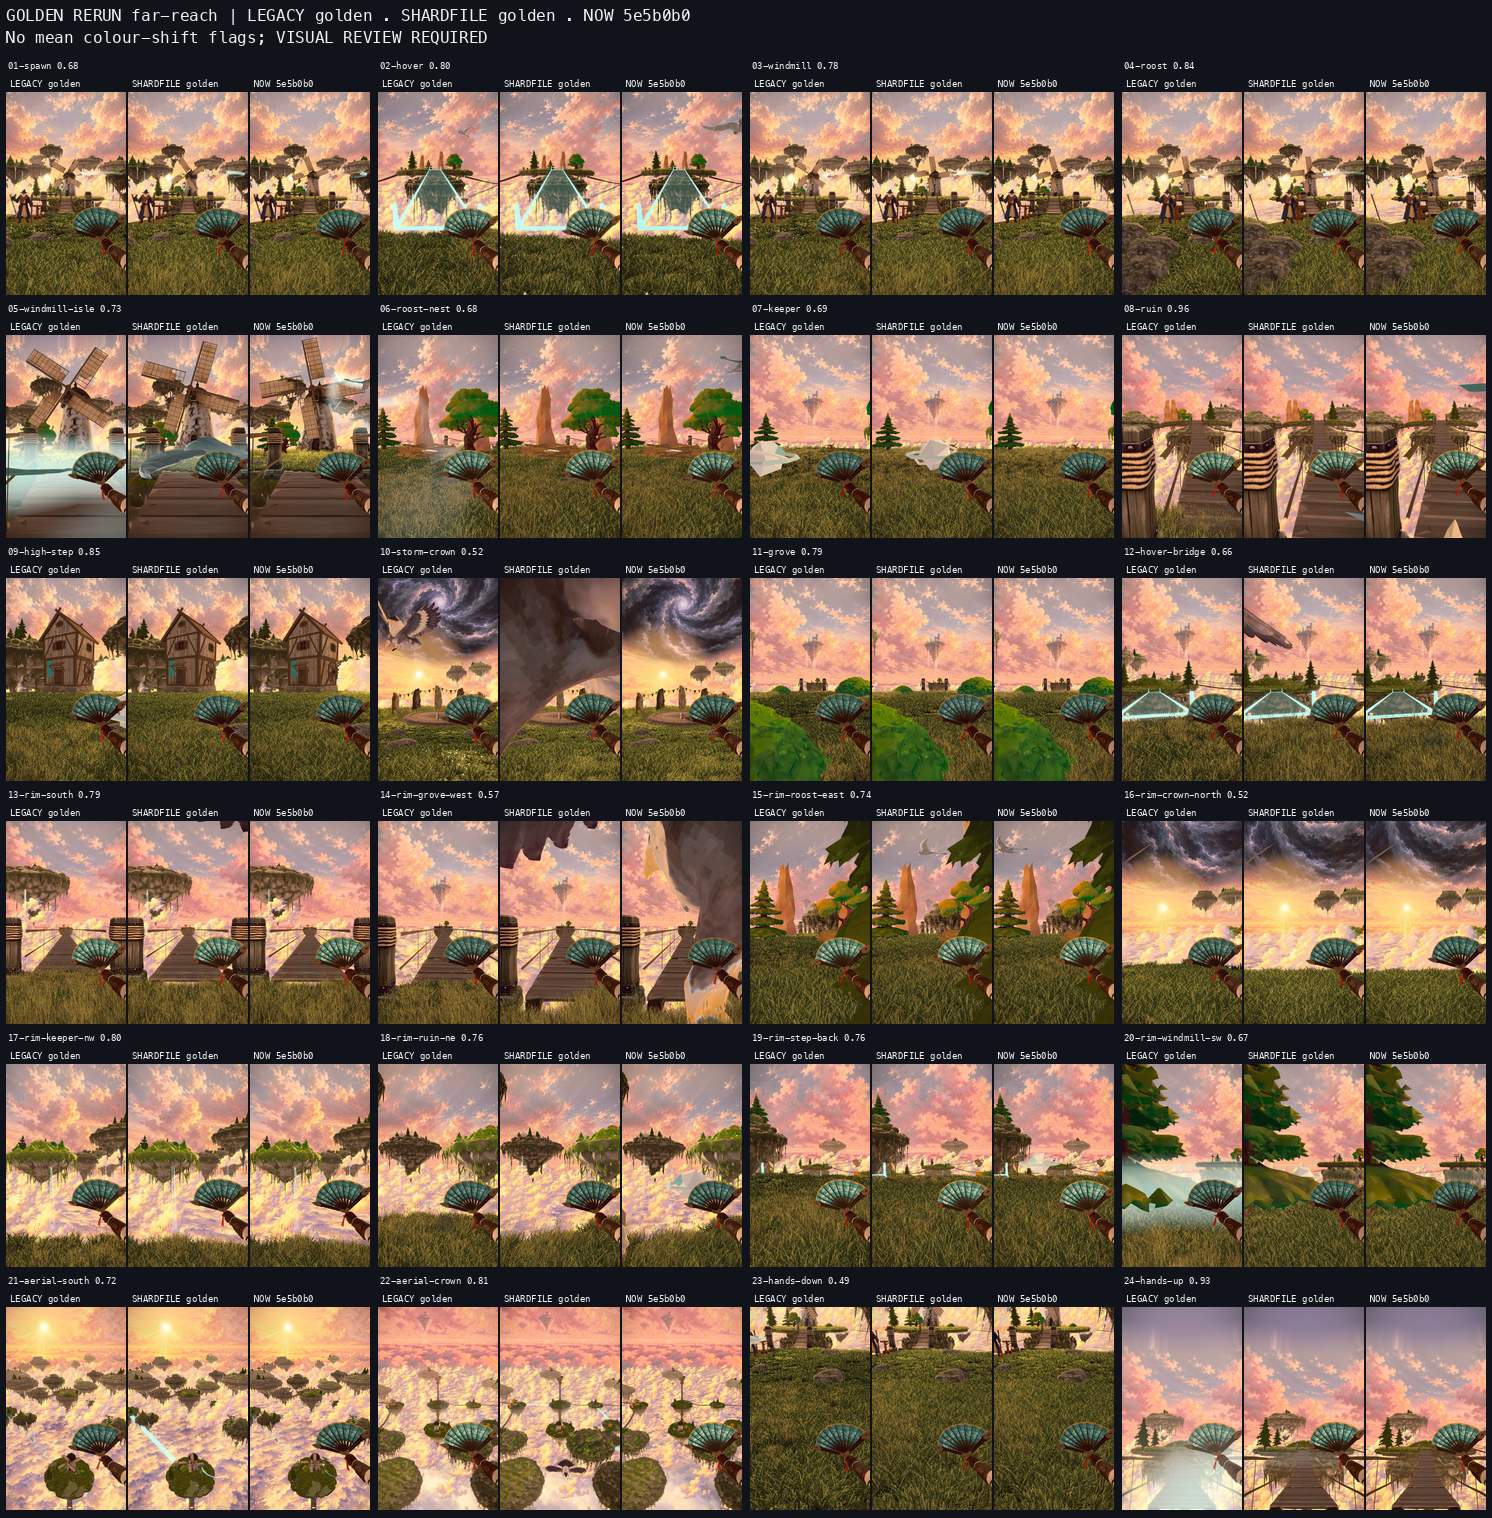 GOLDEN RERUN far-reach | LEGACY golden . SHARDFILE golden . NOW 5e5b0b0
No mean colour-shift flags; VISUAL REVIEW REQUIRED
01-spawn 0.68
LEGACY golden SHARDFILE golden NOW 5e5b0b0
02-hover 0.80
LEGACY golden SHARDFILE golden NOW 5e5b0b0
03-windmill 0.78
LEGACY golden SHARDFILE golden NOW 5e5b0b0
04-roost 0.84
LEGACY golden SHARDFILE golden NOW 5e5b0b0
05-windmill-isle 0.73
LEGACY golden SHARDFILE golden NOW 5e5b0b0
06-roost-nest 0.68
LEGACY golden SHARDFILE golden NOW 5e5b0b0
07-keeper 0.69
LEGACY golden SHARDFILE golden NOW 5e5b0b0
08-ruin 0.96
LEGACY golden SHARDFILE golden NOW 5e5b0b0
09-high-step 0.85
LEGACY golden SHARDFILE golden NOW 5e5b0b0
10-storm-crown 0.52
LEGACY golden SHARDFILE golden NOW 5e5b0b0
11-grove 0.79
LEGACY golden SHARDFILE golden NOW 5e5b0b0
12-hover-bridge 0.66
LEGACY golden SHARDFILE golden NOW 5e5b0b0
13-rim-south 0.79
LEGACY golden SHARDFILE golden NOW 5e5b0b0
14-rim-grove-west 0.57
LEGACY golden SHARDFILE golden NOW 5e5b0b0
15-rim-roost-east 0.74
LEGACY golden SHARDFILE golden NOW 5e5b0b0
16-rim-crown-north 0.52
LEGACY golden SHARDFILE golden NOW 5e5b0b0
17-rim-keeper-nw 0.80
LEGACY golden SHARDFILE golden NOW 5e5b0b0
18-rim-ruin-ne 0.76
LEGACY golden SHARDFILE golden NOW 5e5b0b0
19-rim-step-back 0.76
LEGACY golden SHARDFILE golden NOW 5e5b0b0
20-rim-windmill-sw 0.67
LEGACY golden SHARDFILE golden NOW 5e5b0b0
21-aerial-south 0.72
LEGACY golden SHARDFILE golden NOW 5e5b0b0
22-aerial-crown 0.81
LEGACY golden SHARDFILE golden NOW 5e5b0b0
23-hands-down 0.49
LEGACY golden SHARDFILE golden NOW 5e5b0b0
24-hands-up 0.93
LEGACY golden SHARDFILE golden NOW 5e5b0b0